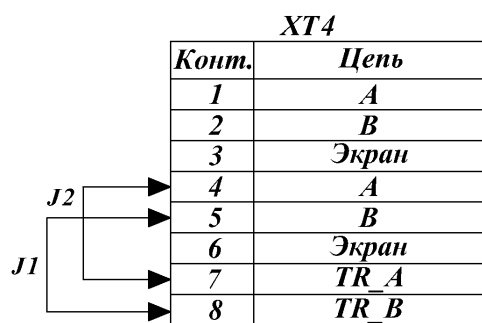 XT4
Конт. Цепь
1 A
2 B
3 Экран
4 A
5 B
6 Экран
7 TR_A
8 TR_B
J2
J1